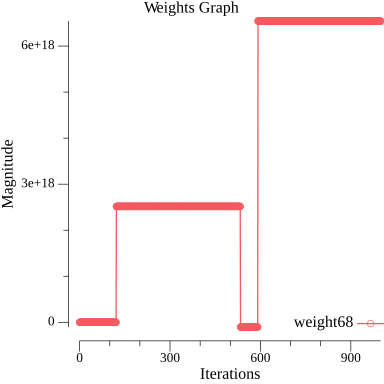 Weights Graph
6e+18
3e+18
0
Magnitude
weight68
0
300
600
900
Iterations